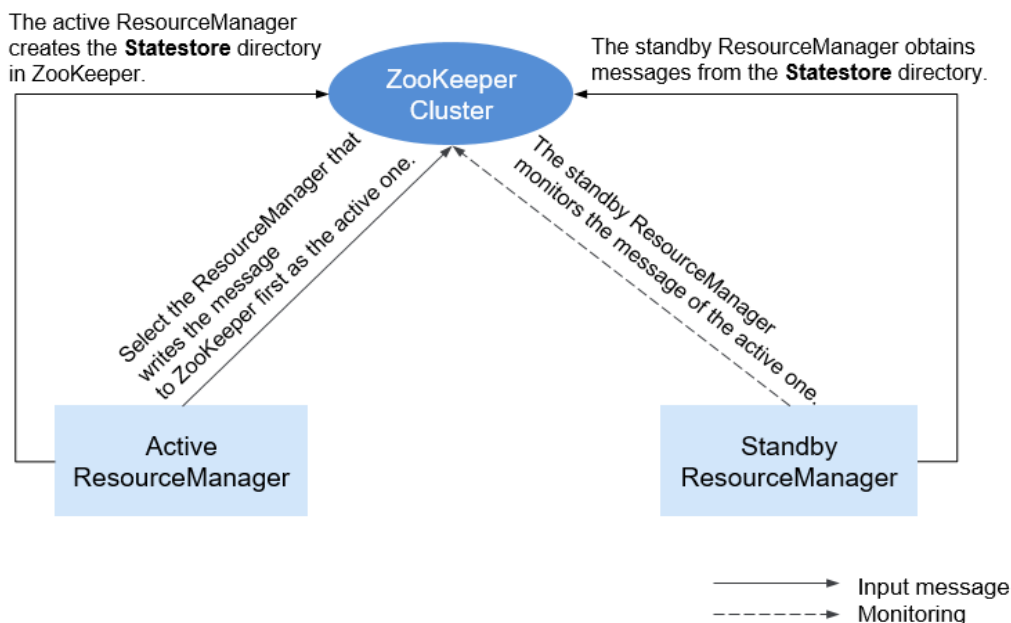 The active ResourceManager
creates the Statestore directory
in ZooKeeper.
The standby ResourceManager obtains
messages from the Statestore directory.
ZooKeeper
Cluster
Select the ResourceManager that
writes the message
to ZooKeeper first as the active one.
The standby ResourceManager
monitors the message of the active one.
Active
ResourceManager
Standby
ResourceManager
Input message
Monitoring